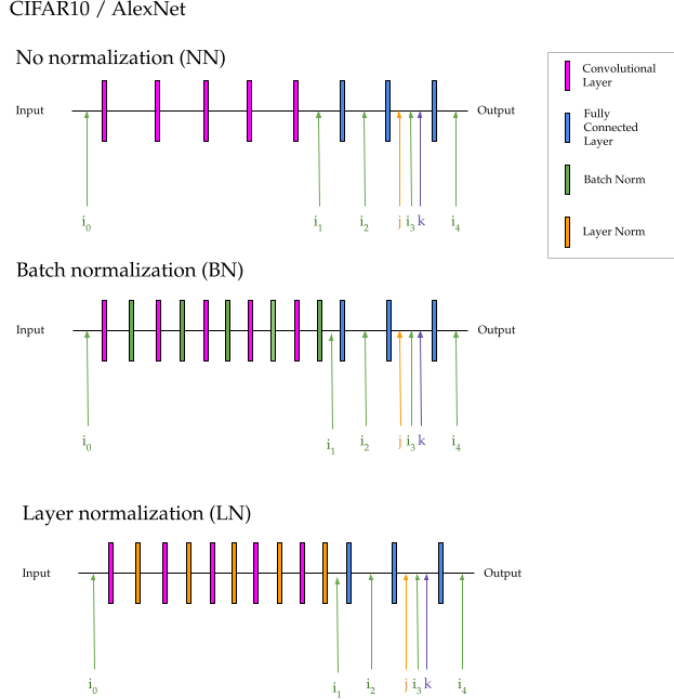 CIFAR10 / AlexNet
No normalization (NN)
Input
Output
i0 i1 i2 j i3 k i4
Convolutional
Layer
Fully
Connected
Layer
Batch Norm
Layer Norm
Batch normalization (BN)
Input
Output
i0 i1 i2 j i3 k i4
Layer normalization (LN)
Input
Output
i0 i1 i2 j i3 k i4